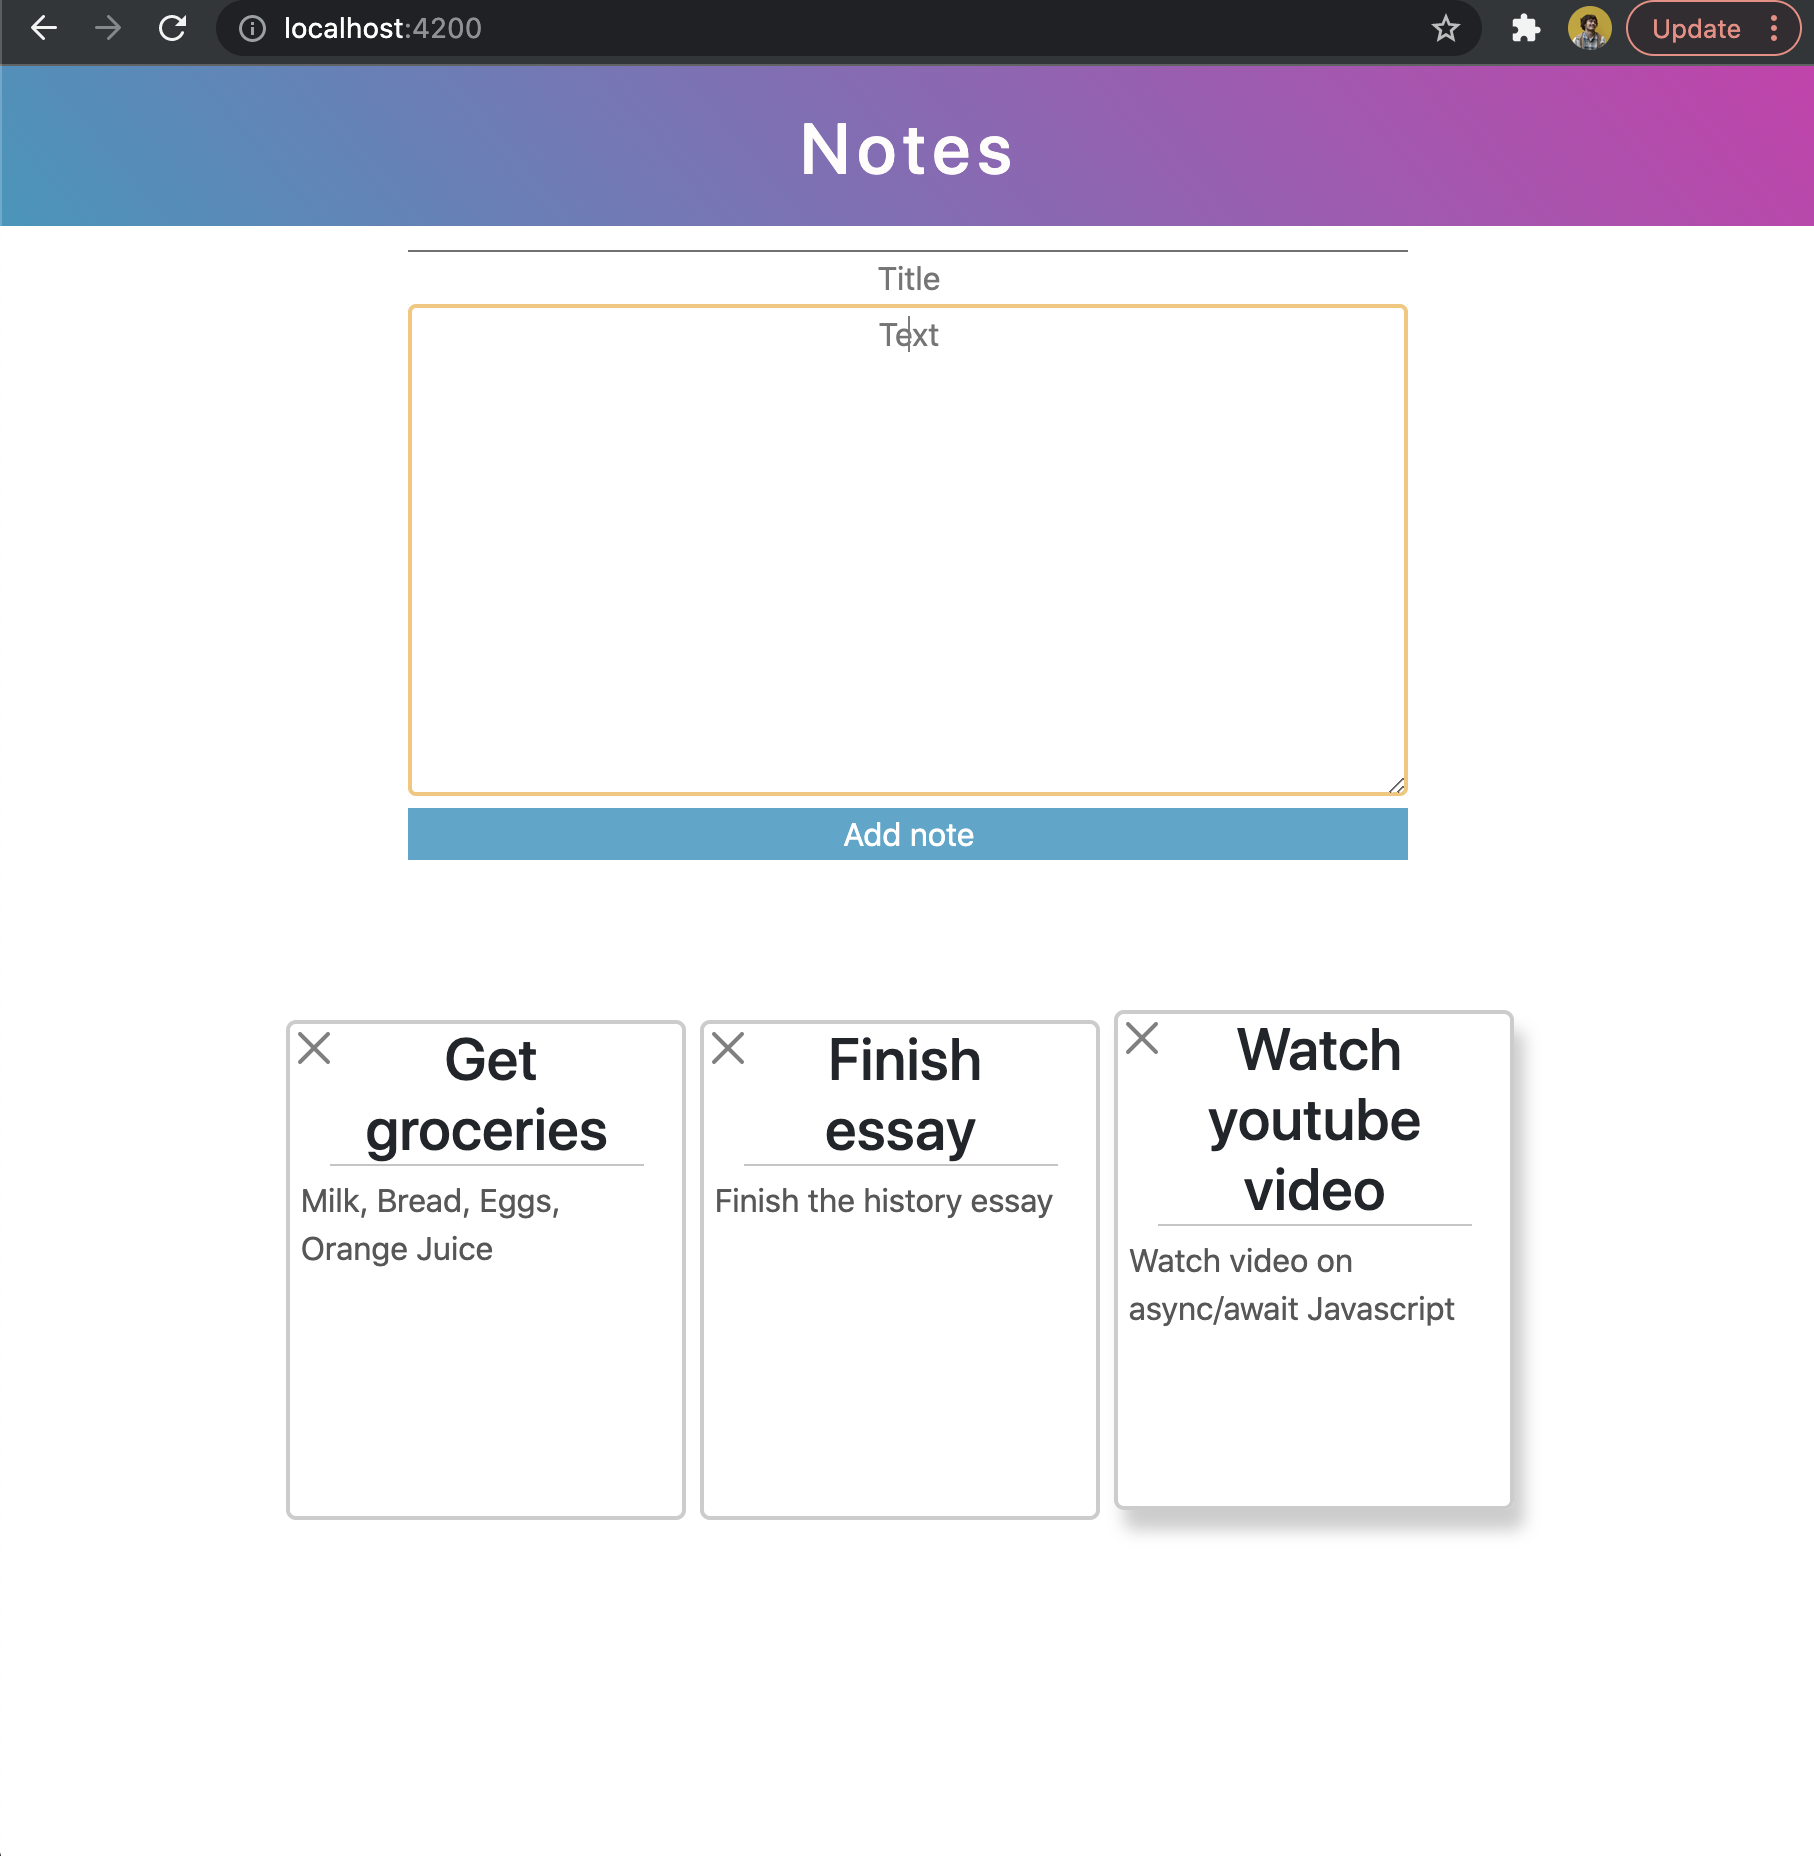 localhost:4200
Update
Notes
Title
Text
Add note
Get
groceries
Milk, Bread, Eggs,
Orange Juice
Finish
essay
Finish the history essay
Watch
youtube
video
Watch video on
async/await Javascript